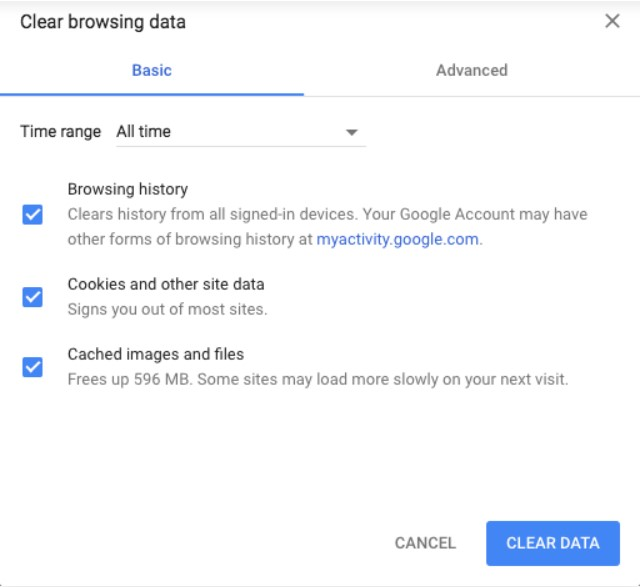 Clear browsing data
Basic
Advanced
Time range All time
Browsing history
Clears history from all signed-in devices. Your Google Account may have
other forms of browsing history at myactivity.google.com.
Cookies and other site data
Signs you out of most sites.
Cached images and files
Frees up 596 MB. Some sites may load more slowly on your next visit.
CANCEL
CLEAR DATA